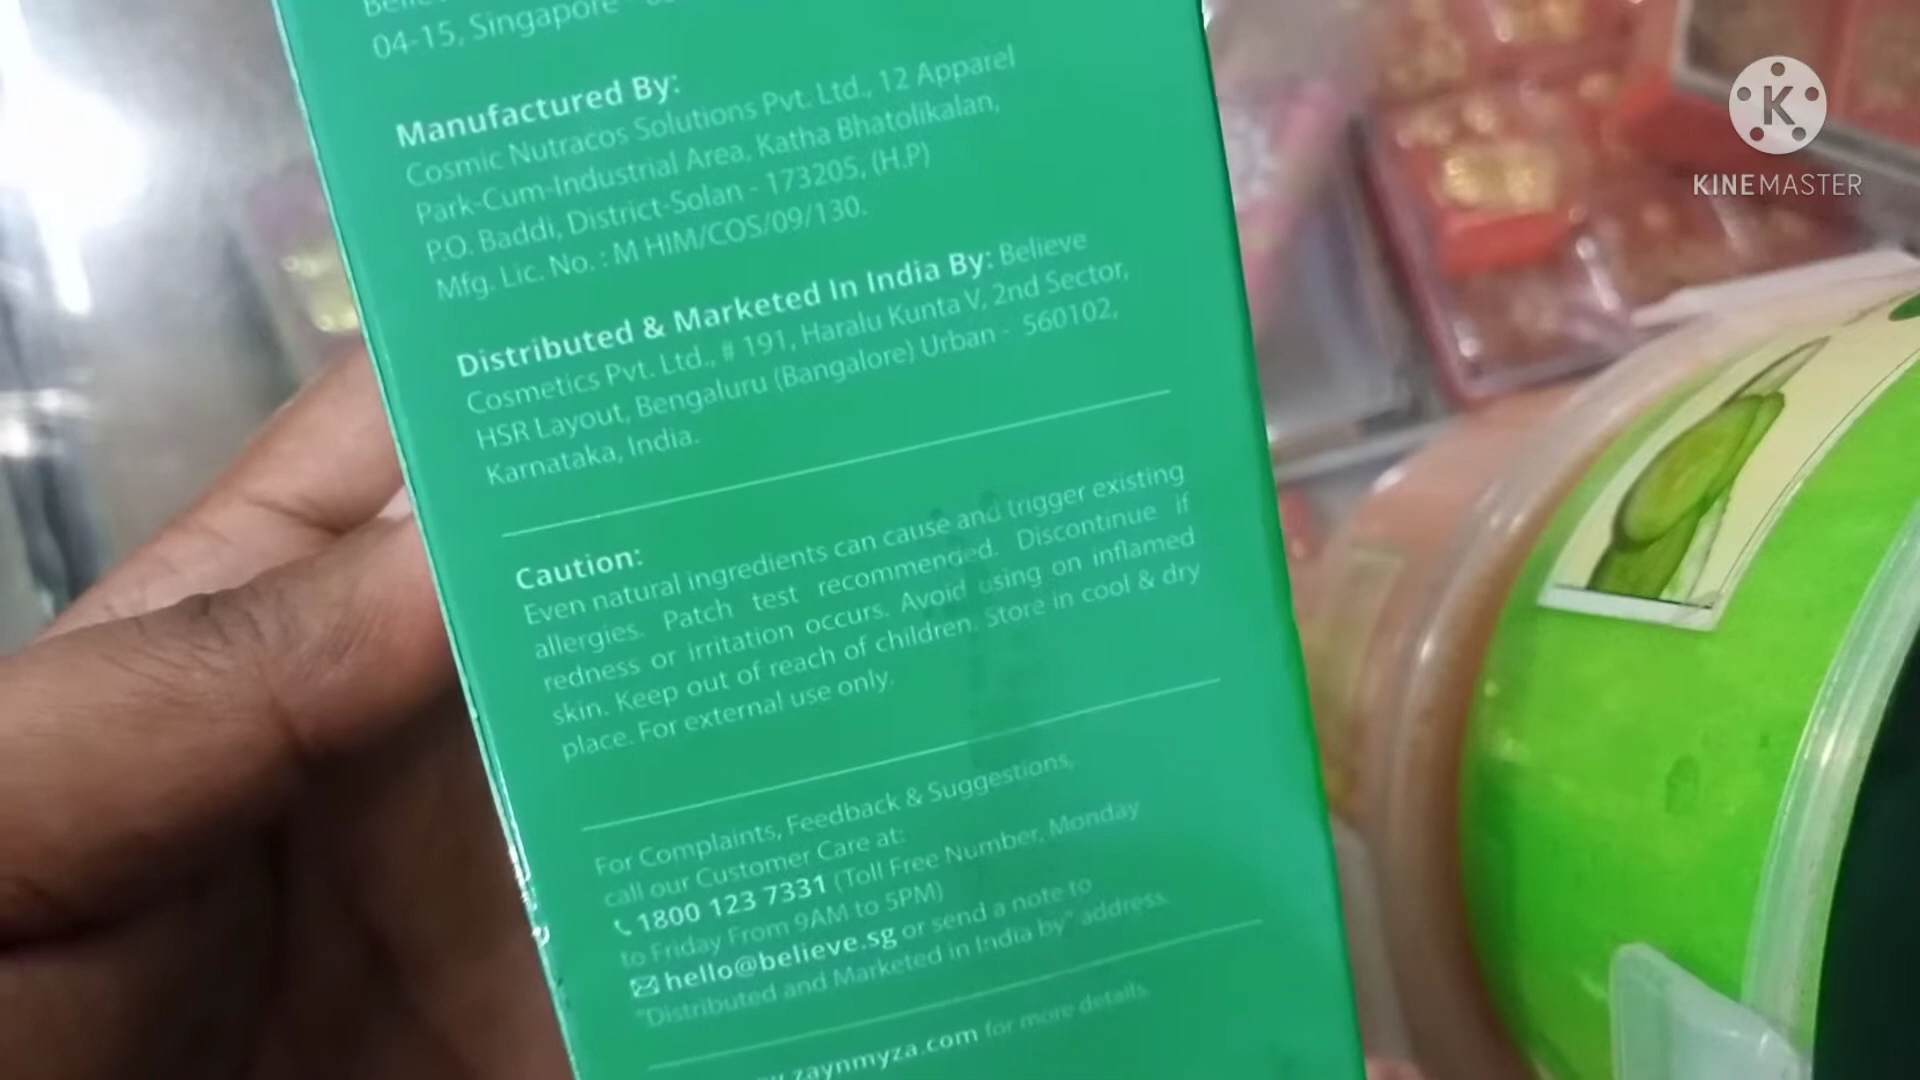 04-15, Singapore
Manufactured By:
Cosmic Nutracos Solutions Pvt. Ltd., 12 Apparel
Park-Cum-Industrial Area, Katha Bhatolikalan,
P.O. Baddi, District-Solan - 173205, (H.P)
Mfg. Lic. No. : M HIM/COS/09/130.
Distributed & Marketed In India By: Believe
Cosmetics Pvt. Ltd., # 191, Haralu Kunta V, 2nd Sector,
HSR Layout, Bengaluru (Bangalore) Urban - 560102,
Karnataka, India.
Caution:
Even natural ingredients can cause and trigger existing
allergies. Patch test recommended. Discontinue if
redness or irritation occurs. Avoid using on inflamed
skin. Keep out of reach of children. Store in cool & dry
place. For external use only.
For Complaints, Feedback & Suggestions,
call our Customer Care at:
1800 123 7331 (Toll Free Number, Monday
to Friday From 9AM to 5PM)
hello@believe.sg or send a note to
"Distributed and Marketed in India by" address.
zaynmyza.com for more details.
K
KINEMASTER